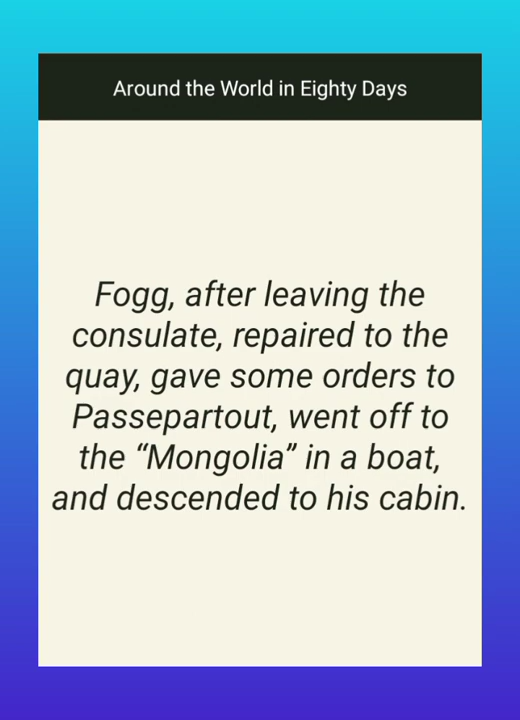 Around the World in Eighty Days
Fogg, after leaving the
consulate, repaired to the
quay, gave some orders to
Passepartout, went off to
the “Mongolia” in a boat,
and descended to his cabin.